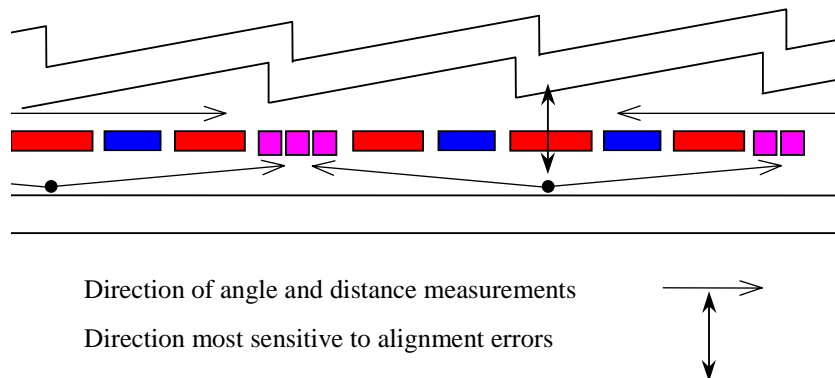 Direction of angle and distance measurements
Direction most sensitive to alignment errors